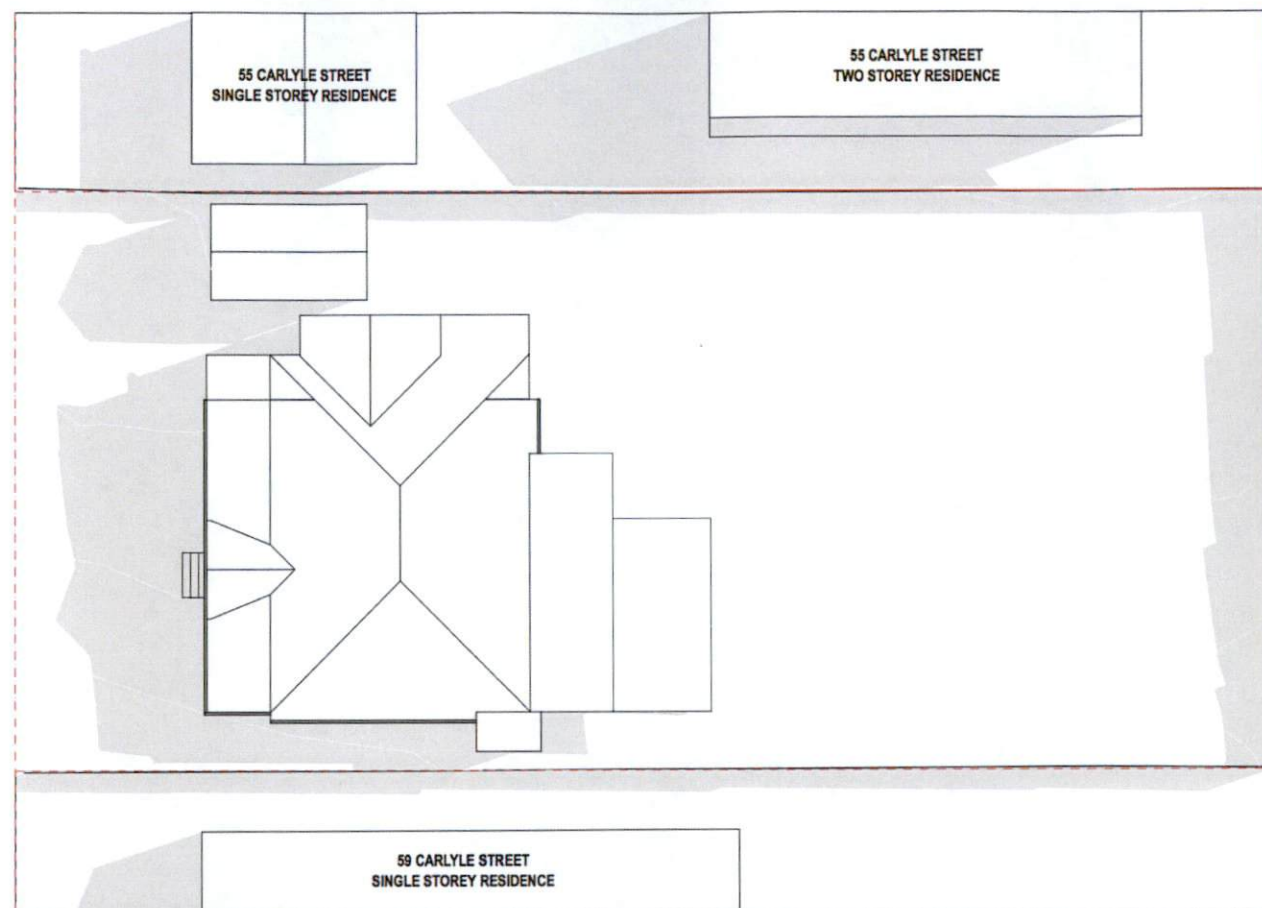 55 CARLYLE STREET
SINGLE STOREY RESIDENCE
55 CARLYLE STREET
TWO STOREY RESIDENCE
59 CARLYLE STREET
SINGLE STOREY RESIDENCE